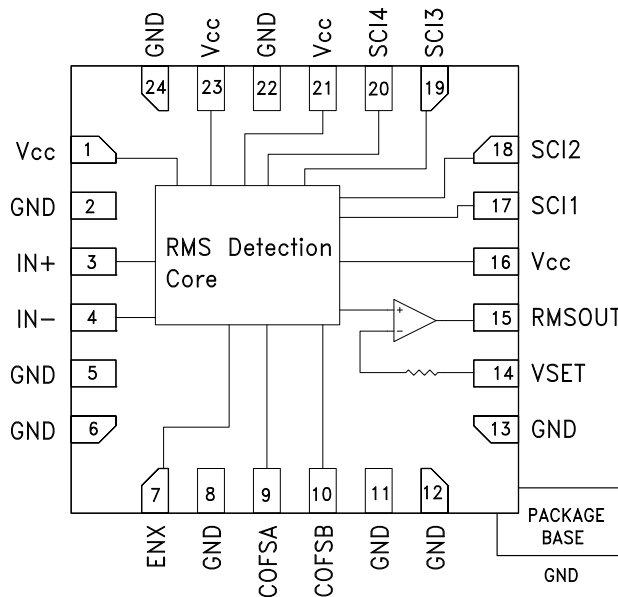 GND
Vcc
GND
Vcc
SCI4
SCI3
24
23
22
21
20
19
Vcc
1
18
SCI2
GND
2
17
SCI1
IN+
3
RMS Detection
Core
16
Vcc
IN-
4
+
-
15
RMSOUT
GND
5
14
VSET
GND
6
13
GND
7
8
9
10
11
12
ENX
GND
COFSA
COFSB
GND
GND
PACKAGE
BASE
GND